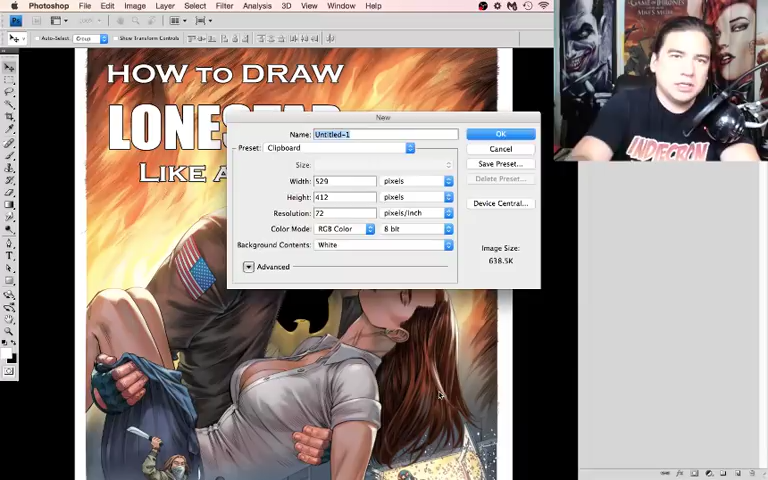 Photoshop File Edit Image Layer Select Filter Analysis 3D View Window Help
Auto-Select: Group Show Transform Controls
HOW TO DRAW
LONESTAR
LIKE A
New
Name: Untitled-1
OK
Preset: Clipboard
Cancel
Size:
Save Preset...
Width: 529 pixels
Delete Preset...
Height: 412 pixels
Resolution: 72 pixels/inch
Device Central...
Color Mode: RGB Color 8 bit
Background Contents: White
Image Size:
638.5K
Advanced
GAME OF THRONES
INDIECRON